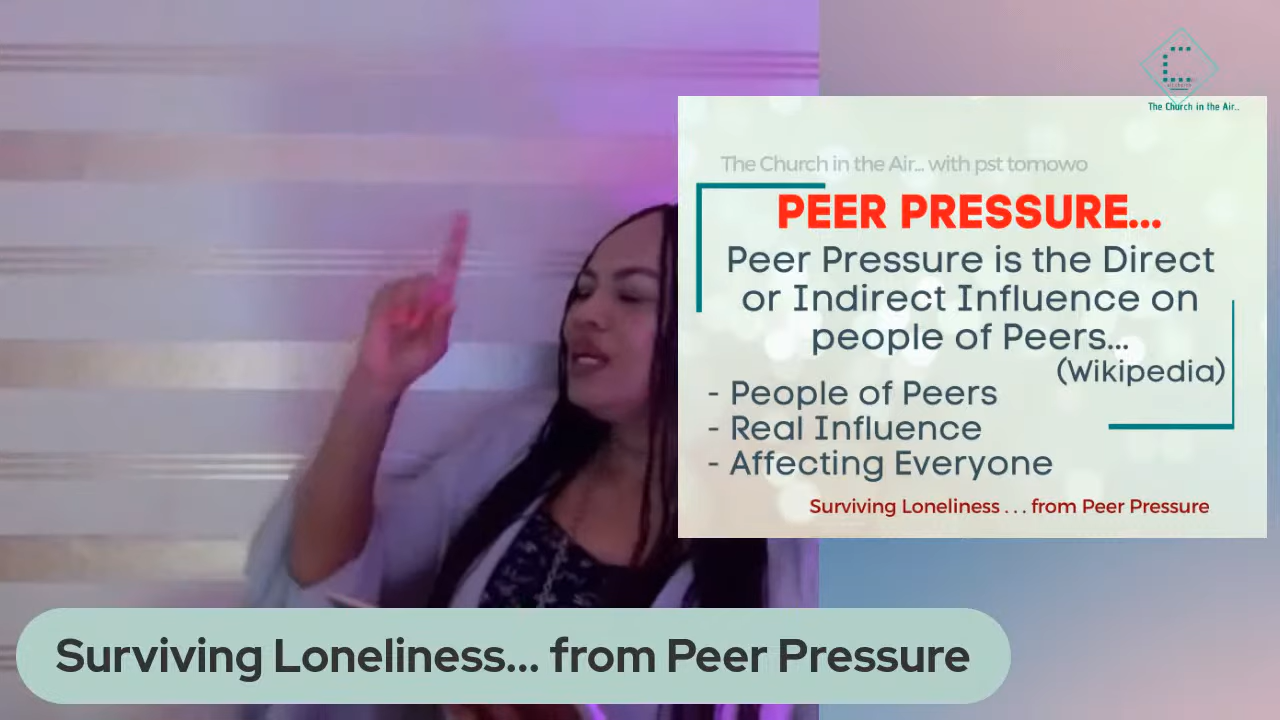 The Church in the Air..
The Church in the Air... with pst tomowo
PEER PRESSURE...
Peer Pressure is the Direct
or Indirect Influence on
people of Peers...
(Wikipedia)
- People of Peers
- Real Influence
- Affecting Everyone
Surviving Loneliness . . . from Peer Pressure
Surviving Loneliness... from Peer Pressure